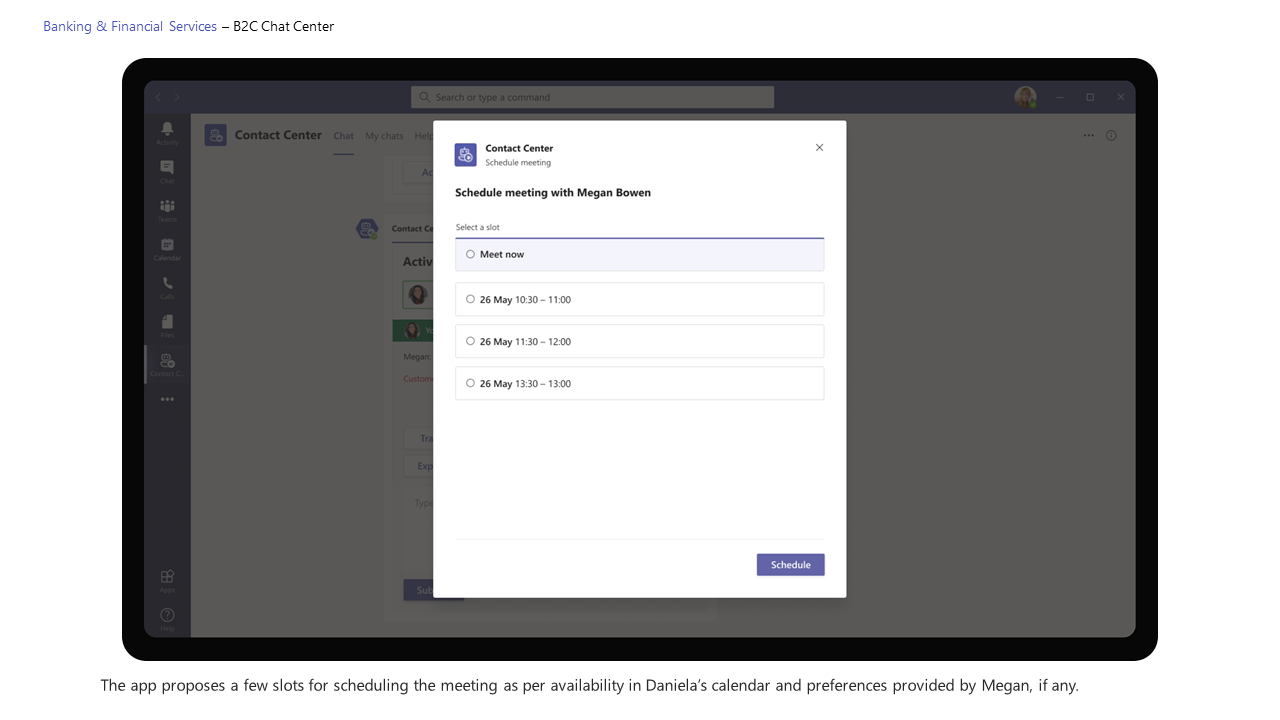 Banking & Financial Services – B2C Chat Center
Search or type a command
Activity
Chat
Teams
Calendar
Calls
Files
Contact C...
Apps
Help
Contact Center
Chat
My chats
Help
Contact Ce
Activ
Megan:
Custome
Tra
Exp
Type
Sub
Contact Center
Schedule meeting
Schedule meeting with Megan Bowen
Select a slot
Meet now
26 May 10:30 – 11:00
26 May 11:30 – 12:00
26 May 13:30 – 13:00
Schedule
The app proposes a few slots for scheduling the meeting as per availability in Daniela’s calendar and preferences provided by Megan, if any.